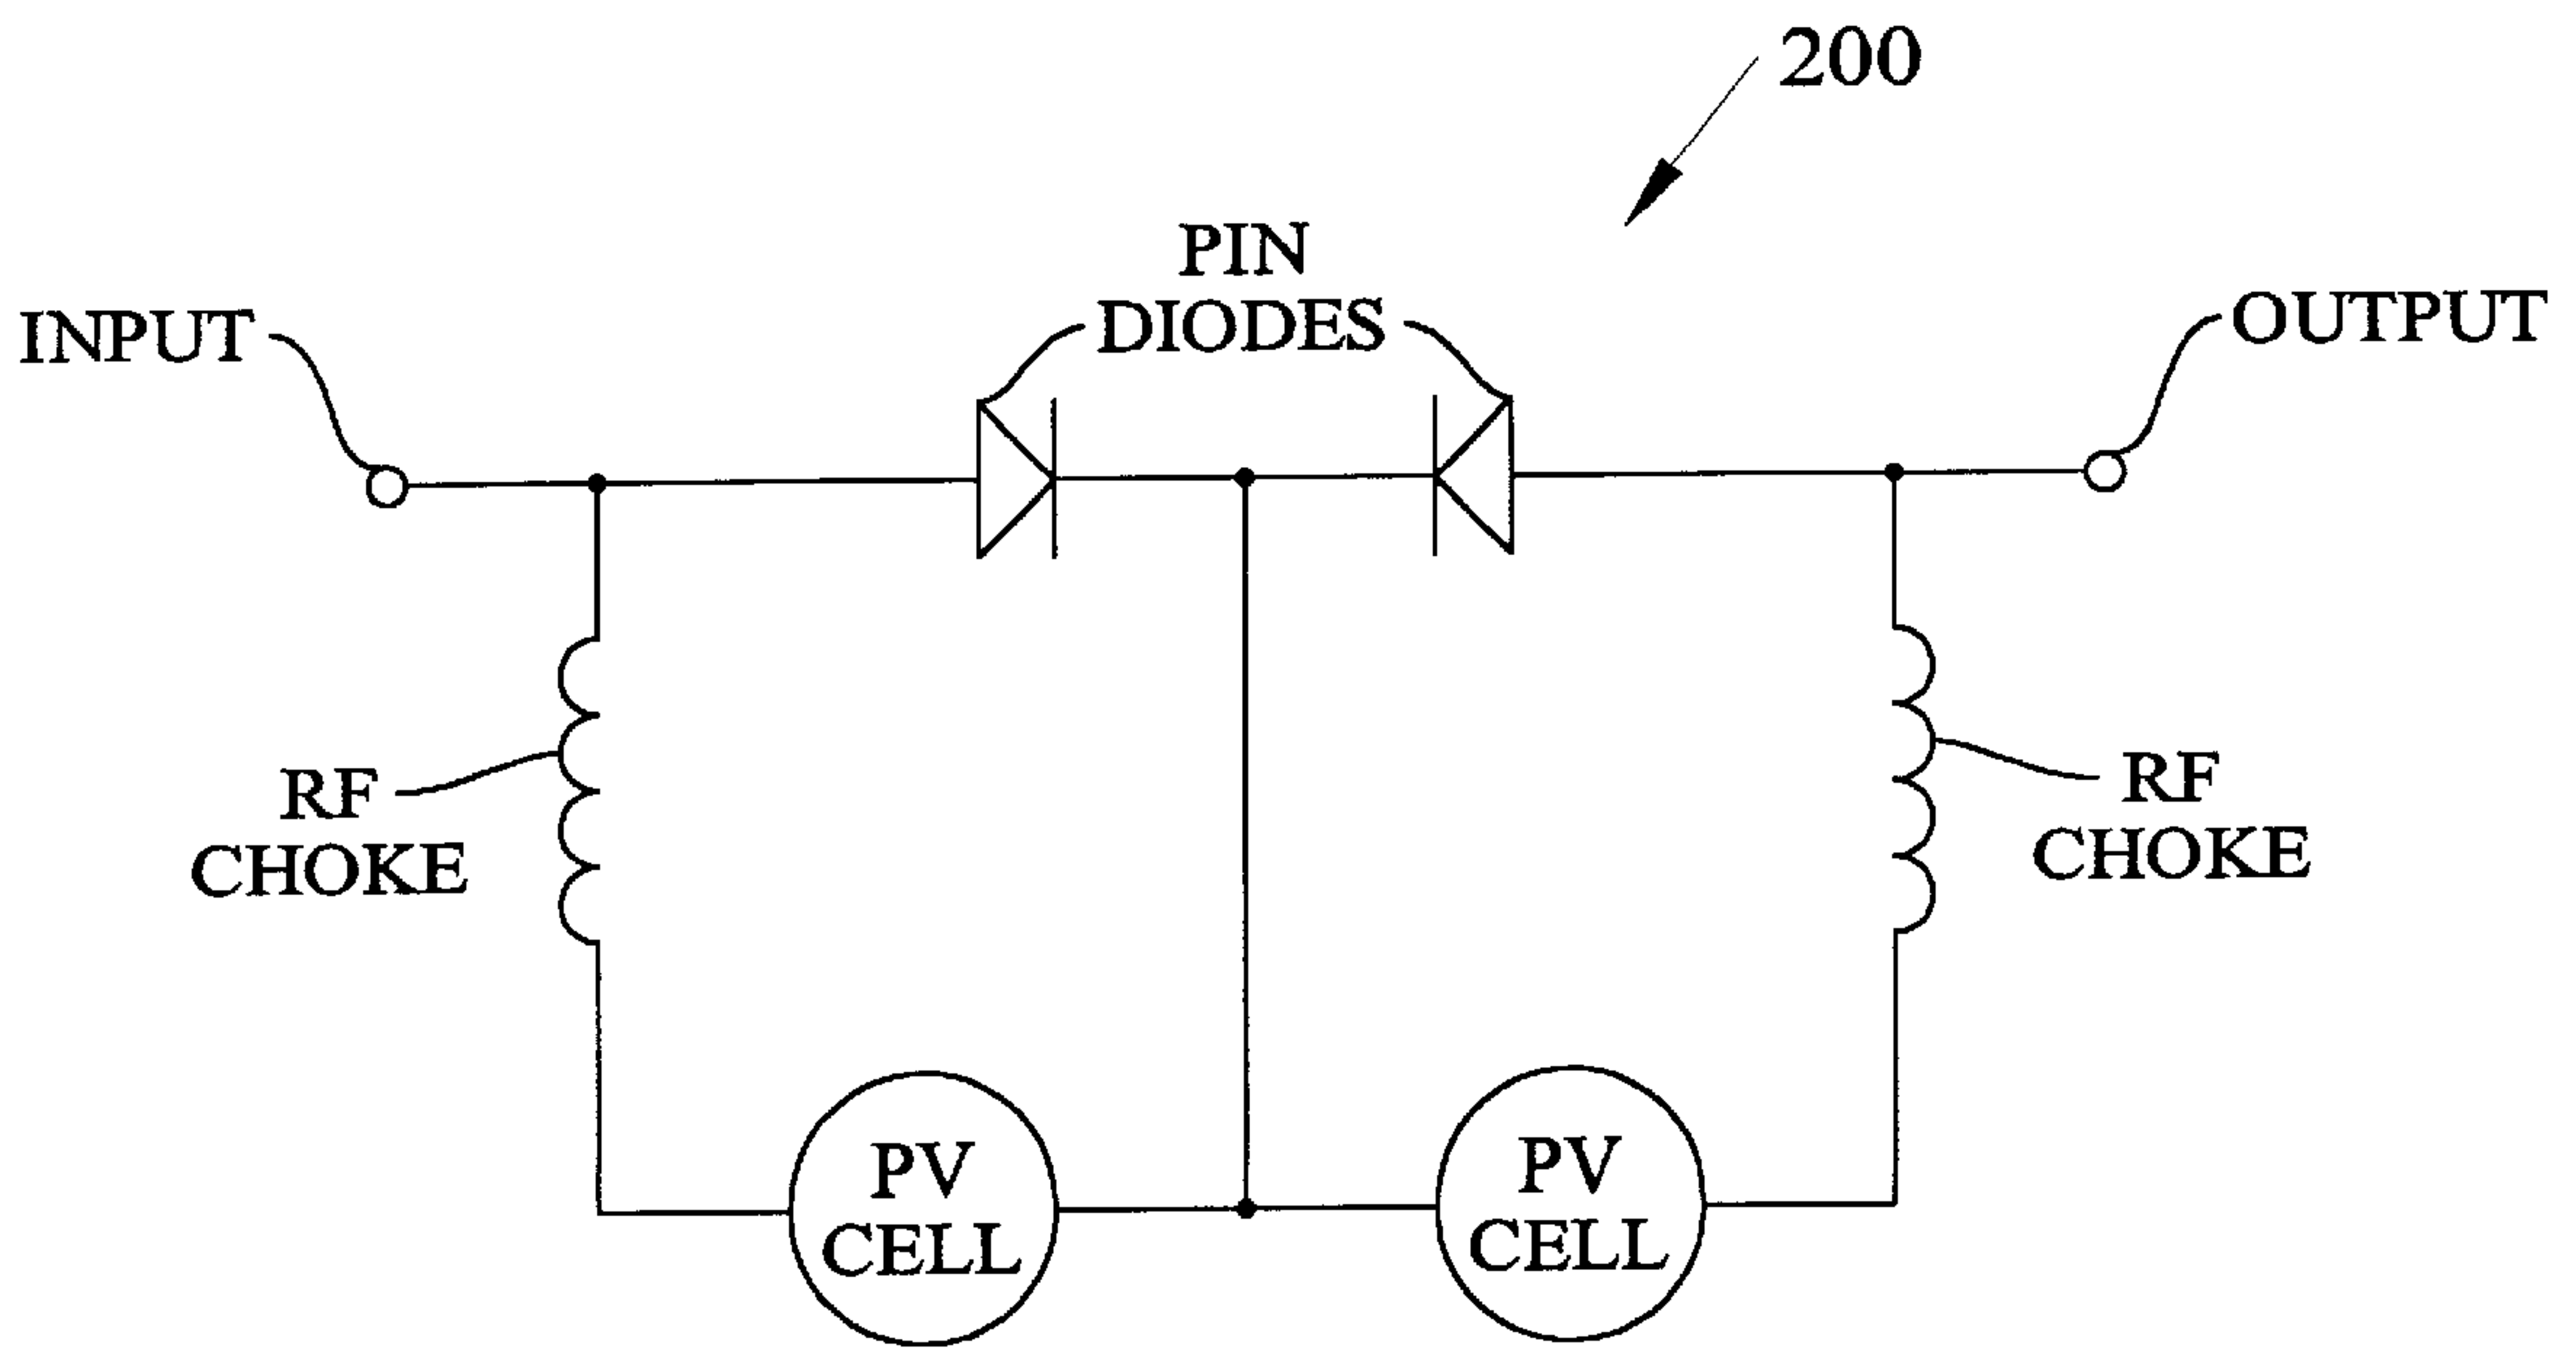 200
PIN
DIODES
INPUT
OUTPUT
RF
CHOKE
RF
CHOKE
PV
CELL
PV
CELL